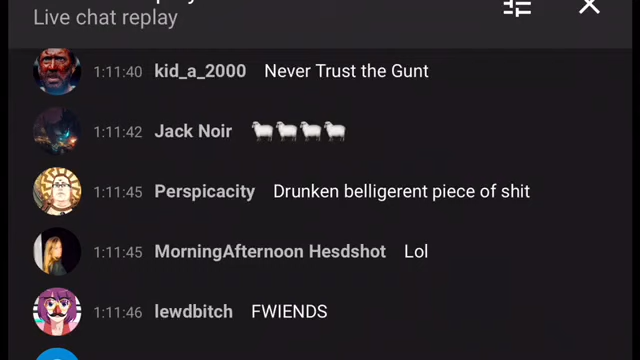 Live chat replay
1:11:40 kid_a_2000 Never Trust the Gunt
1:11:42 Jack Noir 🐑🐑🐑🐑
1:11:45 Perspicacity Drunken belligerent piece of shit
1:11:45 MorningAfternoon Hesdshot Lol
1:11:46 lewdbitch FWIENDS